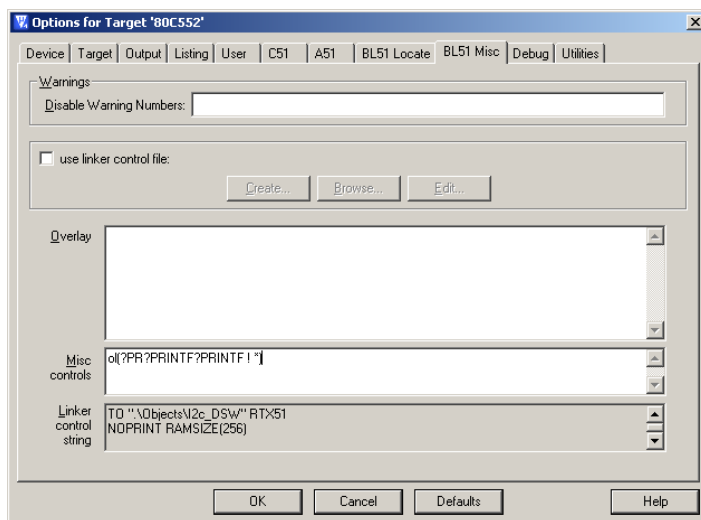 Options for Target '80C552'
Device Target Output Listing User C51 A51 BL51 Locate BL51 Misc Debug Utilities
Warnings
Disable Warning Numbers:
use linker control file:
Create... Browse... Edit...
Overlay
Misc controls
ol(?PR?PRINTF?PRINTF ! *)
Linker control string
TO ".\Objects\I2c_DSW" RTX51
NOPRINT RAMSIZE(256)
OK Cancel Defaults Help